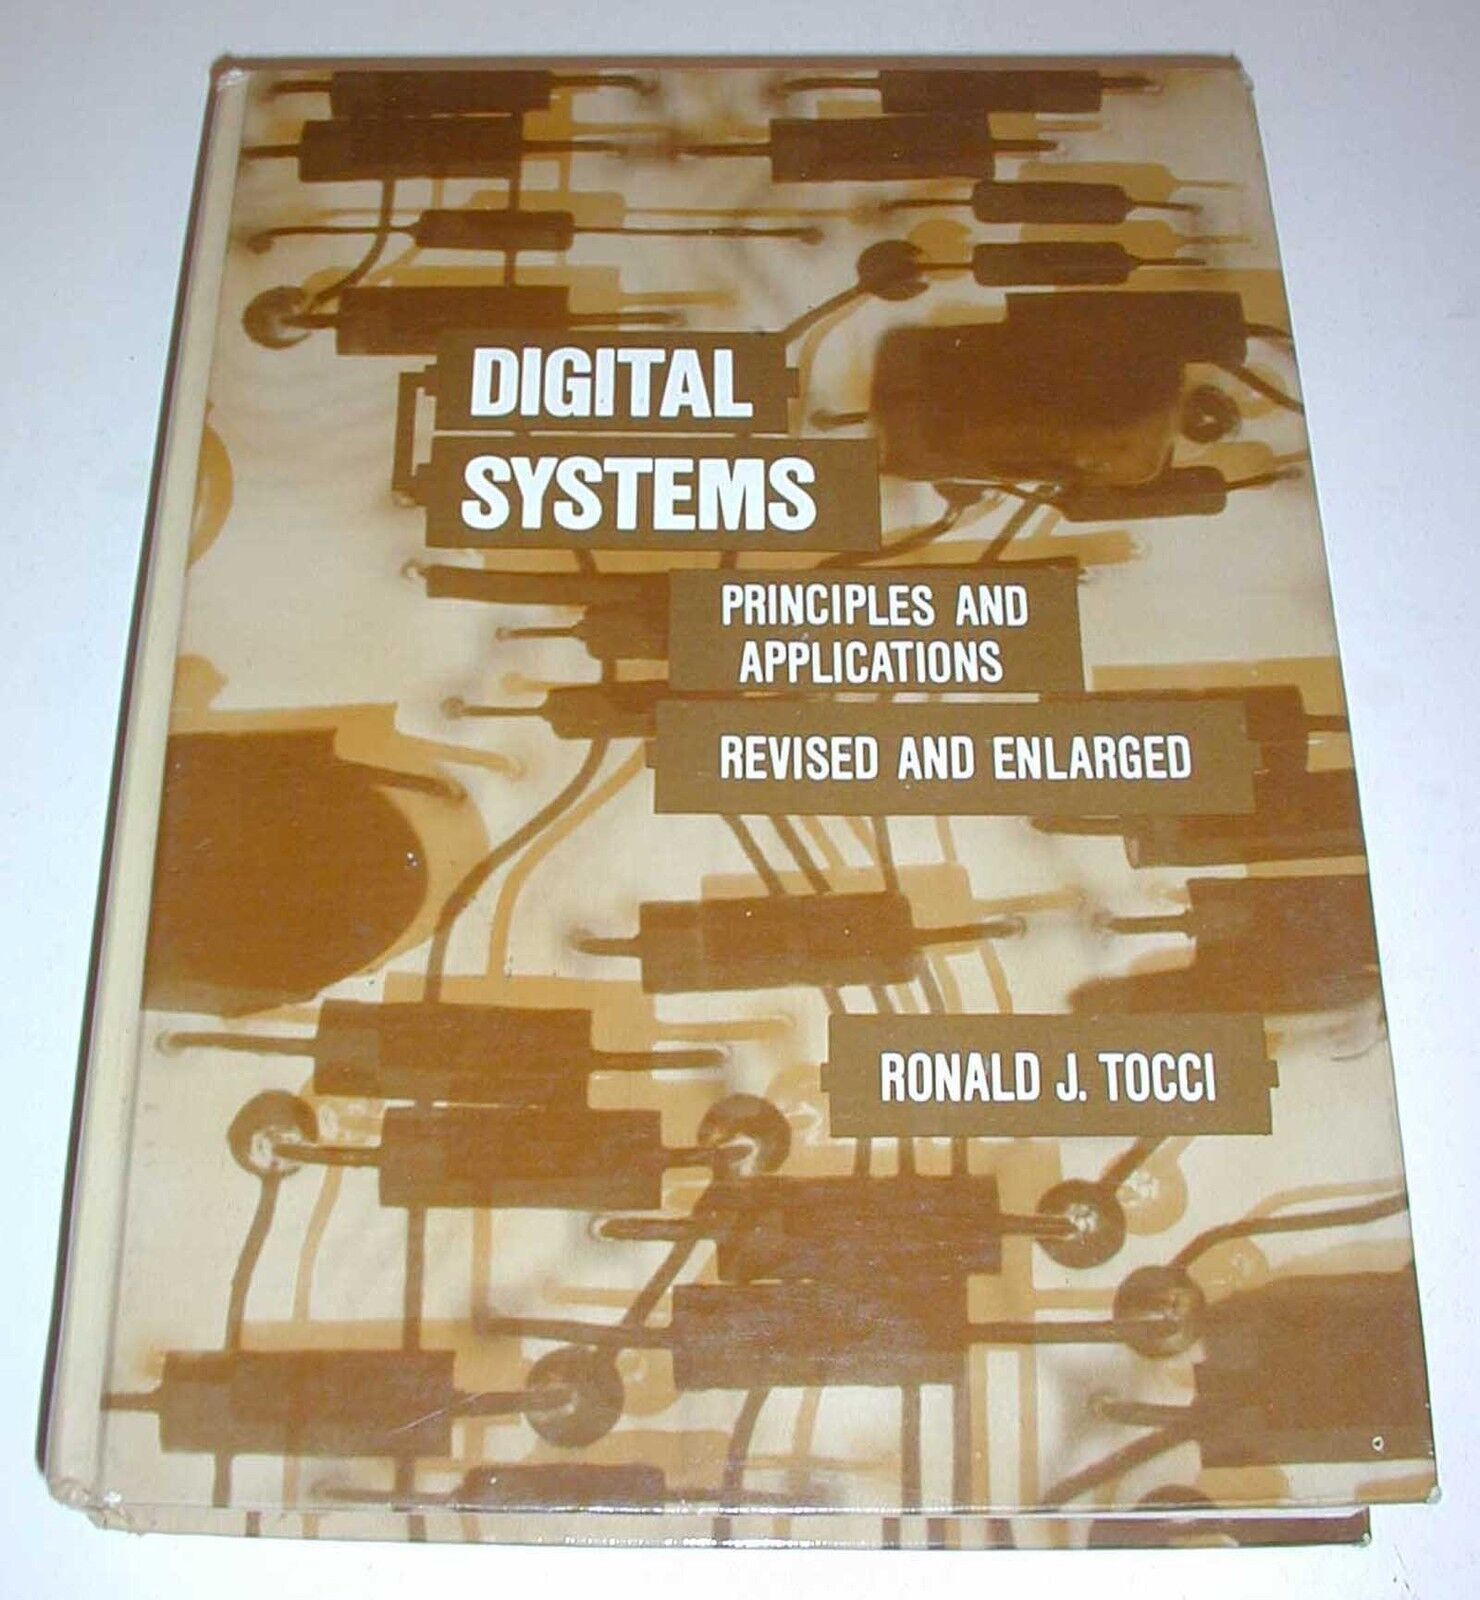 DIGITAL
SYSTEMS
PRINCIPLES AND
APPLICATIONS
REVISED AND ENLARGED
RONALD J. TOCCI